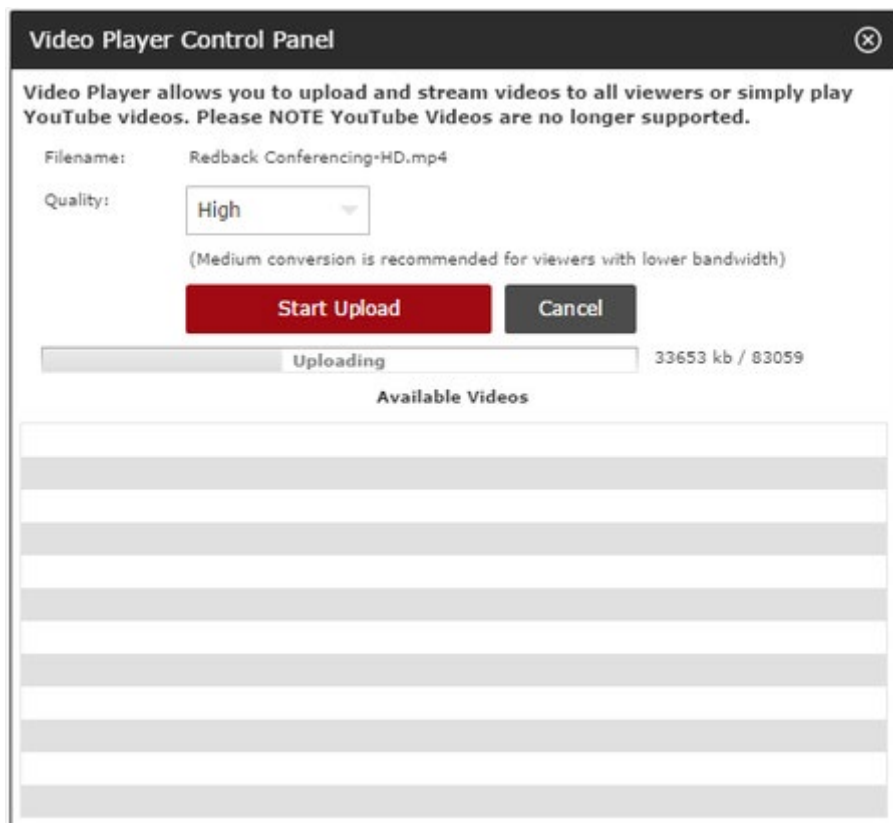 Video Player Control Panel
Video Player allows you to upload and stream videos to all viewers or simply play
YouTube videos. Please NOTE YouTube Videos are no longer supported.
Filename: Redback Conferencing-HD.mp4
Quality: High
(Medium conversion is recommended for viewers with lower bandwidth)
Start Upload Cancel
Uploading 33653 kb / 83059
Available Videos